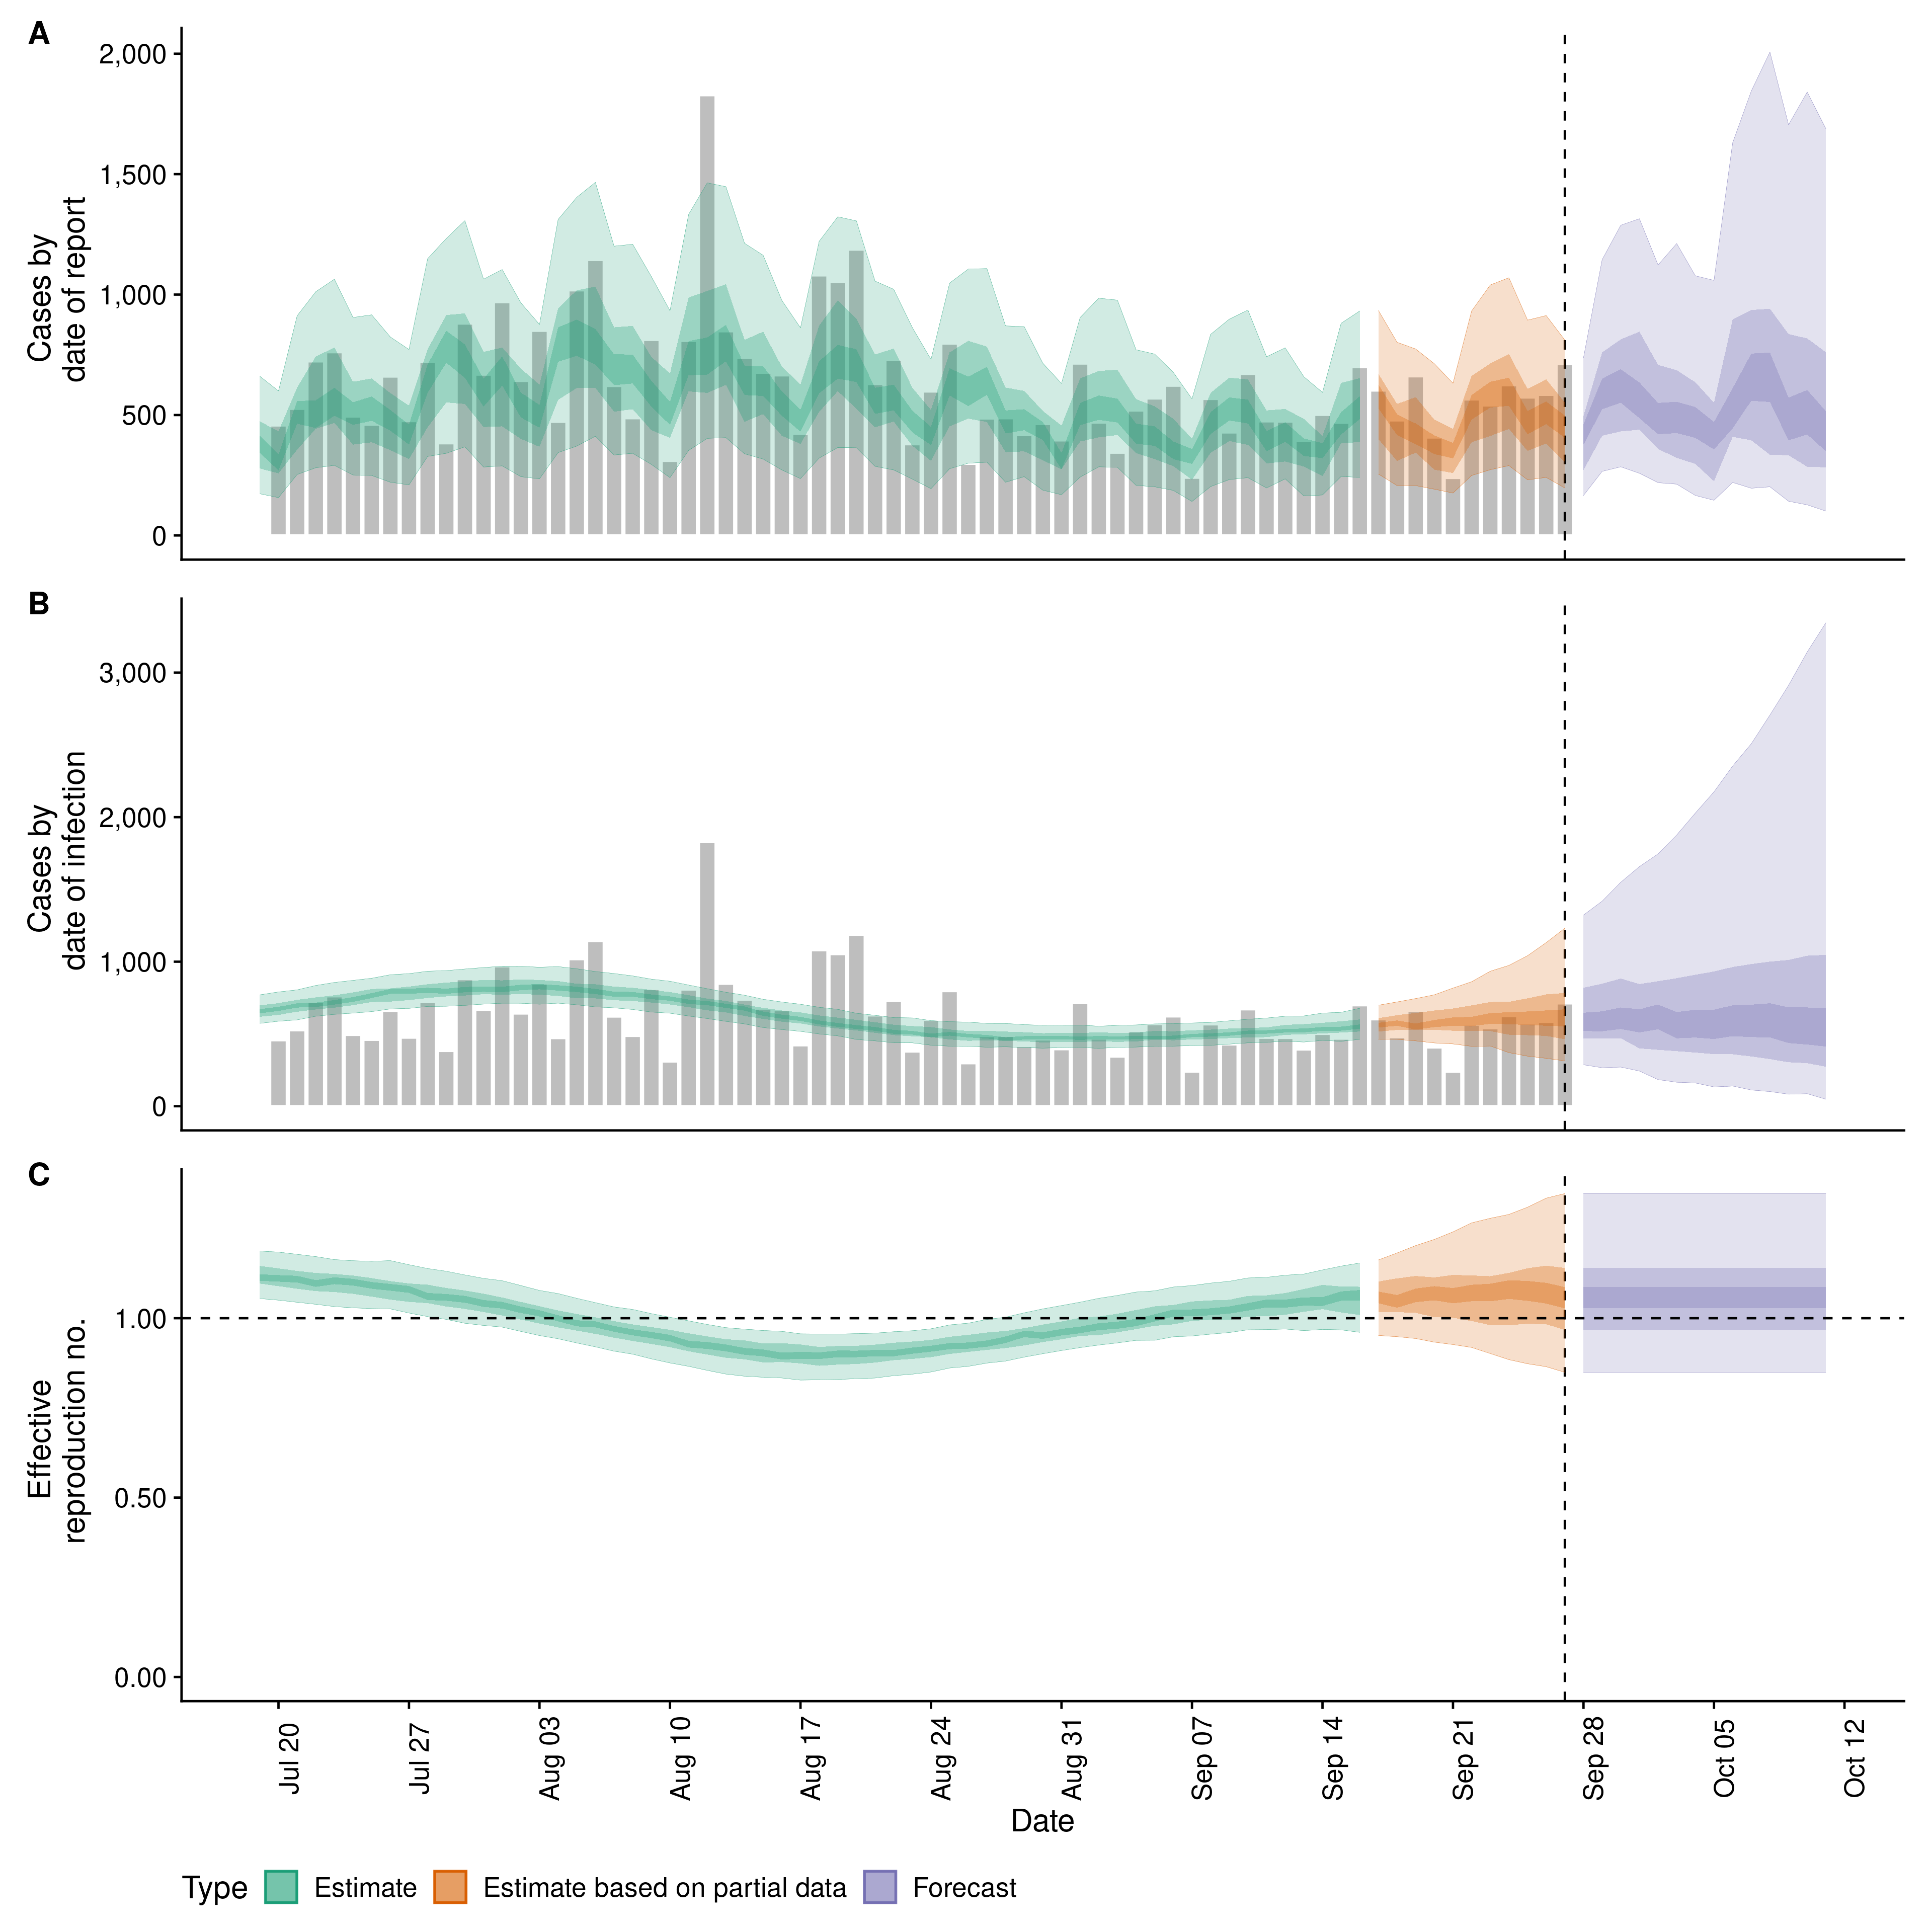 A
2,000
1,500
1,000
500
0
Cases by
date of report
B
3,000
2,000
1,000
0
Cases by
date of infection
C
1.00
0.50
0.00
Effective
reproduction no.
Jul 20
Jul 27
Aug 03
Aug 10
Aug 17
Aug 24
Aug 31
Sep 07
Sep 14
Sep 21
Sep 28
Oct 05
Oct 12
Date
Type Estimate Estimate based on partial data Forecast